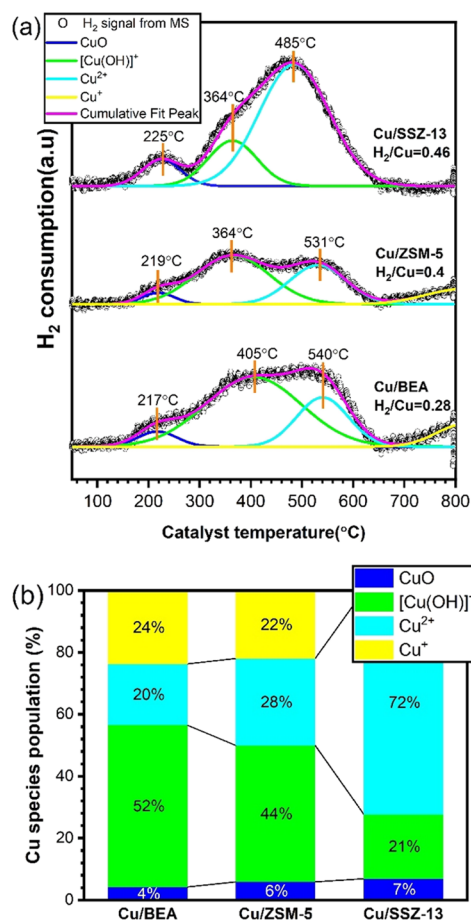 (a)
O H₂ signal from MS
CuO
[Cu(OH)]⁺
Cu²⁺
Cu⁺
Cumulative Fit Peak
485°C
364°C
225°C
Cu/SSZ-13
H₂/Cu=0.46
364°C
531°C
219°C
Cu/ZSM-5
H₂/Cu=0.4
405°C
540°C
217°C
Cu/BEA
H₂/Cu=0.28
H₂ consumption(a.u)
100 200 300 400 500 600 700 800
Catalyst temperature(°C)
(b)
CuO
[Cu(OH)]⁺
Cu²⁺
Cu⁺
Cu species population (%)
100
80
60
40
20
0
24% 22%
20% 28% 72%
52% 44% 21%
4% 6% 7%
Cu/BEA Cu/ZSM-5 Cu/SSZ-13